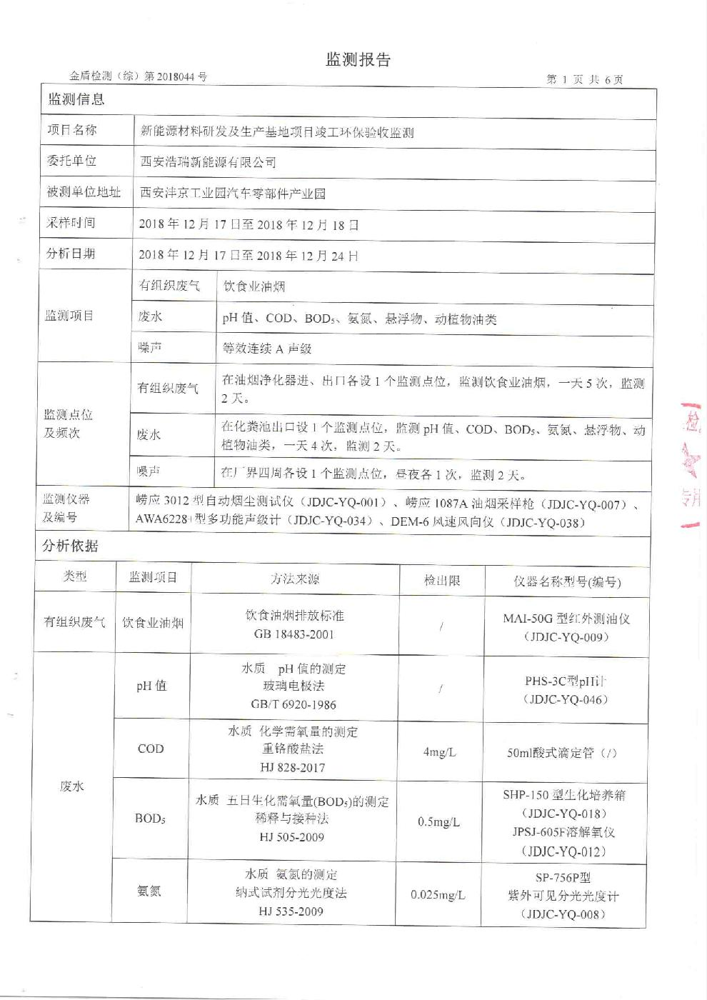 监测报告
金盾检测（综）第 2018044 号
第 1 页 共 6 页
监测信息
项目名称
新能源材料研发及生产基地项目竣工环保验收监测
委托单位
西安浩瑞新能源有限公司
被测单位地址
西安沣京工业园汽车零部件产业园
采样时间
2018 年 12 月 17 日至 2018 年 12 月 18 日
分析日期
2018 年 12 月 17 日至 2018 年 12 月 24 日
监测项目
有组织废气
饮食业油烟
废水
pH 值、COD、BOD₅、氨氮、悬浮物、动植物油类
噪声
等效连续 A 声级
监测点位
及频次
有组织废气
在油烟净化器进、出口各设 1 个监测点位，监测饮食业油烟，一天 5 次，监测
2 天。
废水
在化粪池出口设 1 个监测点位，监测 pH 值、COD、BOD₅、氨氮、悬浮物、动
植物油类，一天 4 次，监测 2 天。
噪声
在厂界四周各设 1 个监测点位，昼夜各 1 次，监测 2 天。
监测仪器
及编号
崂应 3012 型自动烟尘测试仪（JDJC-YQ-001）、崂应 1087A 油烟采样枪（JDJC-YQ-007）、
AWA6228+型多功能声级计（JDJC-YQ-034）、DEM-6 风速风向仪（JDJC-YQ-038）
分析依据
类型
监测项目
方法来源
检出限
仪器名称型号(编号)
有组织废气
饮食业油烟
饮食油烟排放标准
GB 18483-2001
/
MAI-50G 型红外测油仪
（JDJC-YQ-009）
废水
pH 值
水质 pH 值的测定
玻璃电极法
GB/T 6920-1986
/
PHS-3C型pH计
（JDJC-YQ-046）
COD
水质 化学需氧量的测定
重铬酸盐法
HJ 828-2017
4mg/L
50ml酸式滴定管（/）
BOD₅
水质 五日生化需氧量(BOD₅)的测定
稀释与接种法
HJ 505-2009
0.5mg/L
SHP-150 型生化培养箱
（JDJC-YQ-018）
JPSJ-605F溶解氧仪
（JDJC-YQ-012）
氨氮
水质 氨氮的测定
纳式试剂分光光度法
HJ 535-2009
0.025mg/L
SP-756P型
紫外可见分光光度计
（JDJC-YQ-008）
检
专用